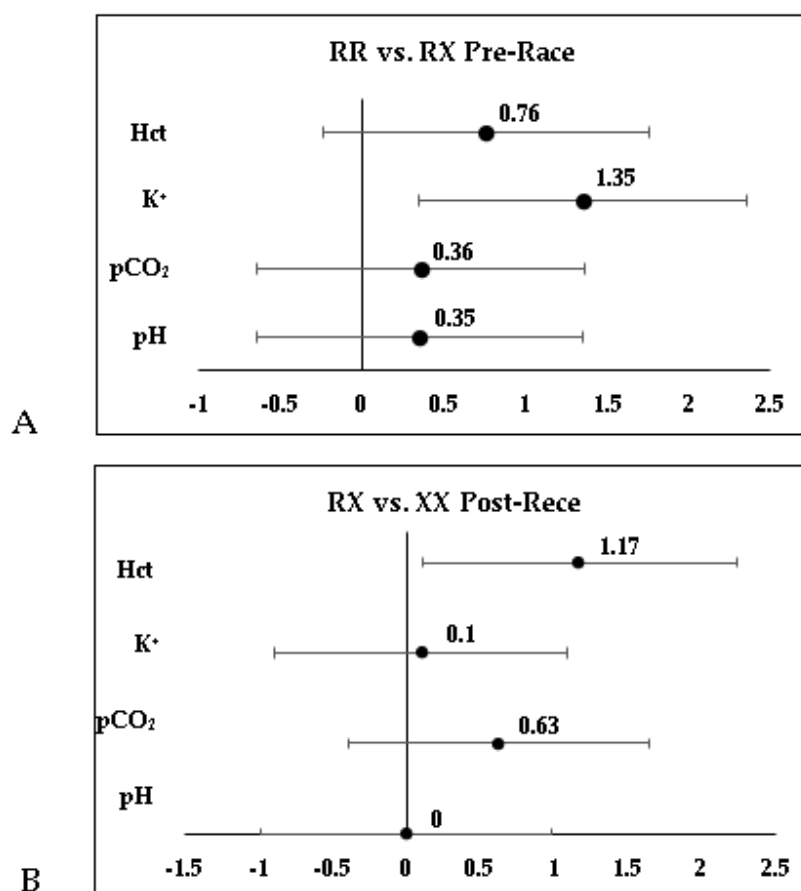 RR vs. RX Pre-Race
Hct
0.76
K⁺
1.35
pCO₂
0.36
pH
0.35
-1 -0.5 0 0.5 1 1.5 2 2.5
A
RX vs. XX Post-Rece
Hct
1.17
K⁺
0.1
pCO₂
0.63
pH
0
-1.5 -1 -0.5 0 0.5 1 1.5 2 2.5
B